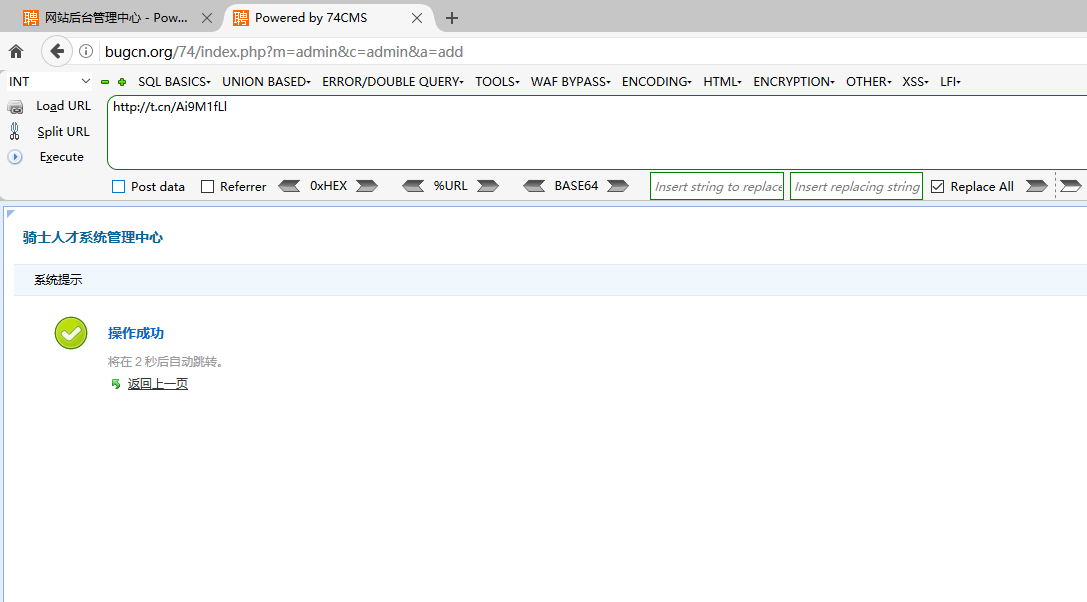 网站后台管理中心 - Pow... Powered by 74CMS
bugcn.org/74/index.php?m=admin&c=admin&a=add
INT SQL BASICS UNION BASED ERROR/DOUBLE QUERY TOOLS WAF BYPASS ENCODING HTML ENCRYPTION OTHER XSS LFI
Load URL http://t.cn/Ai9M1fLl
Split URL
Execute
Post data Referrer 0xHEX %URL BASE64 Insert string to replace Insert replacing string Replace All
骑士人才系统管理中心
系统提示
操作成功
将在 2 秒后自动跳转。
返回上一页